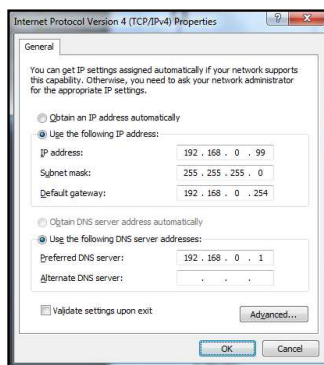 Internet Protocol Version 4 (TCP/IPv4) Properties
General
You can get IP settings assigned automatically if your network supports
this capability. Otherwise, you need to ask your network administrator
for the appropriate IP settings.
Obtain an IP address automatically
Use the following IP address:
IP address: 192 . 168 . 0 . 99
Subnet mask: 255 . 255 . 255 . 0
Default gateway: 192 . 168 . 0 . 254
Obtain DNS server address automatically
Use the following DNS server addresses:
Preferred DNS server: 192 . 168 . 0 . 1
Alternate DNS server: . . .
Validate settings upon exit
Advanced...
OK Cancel